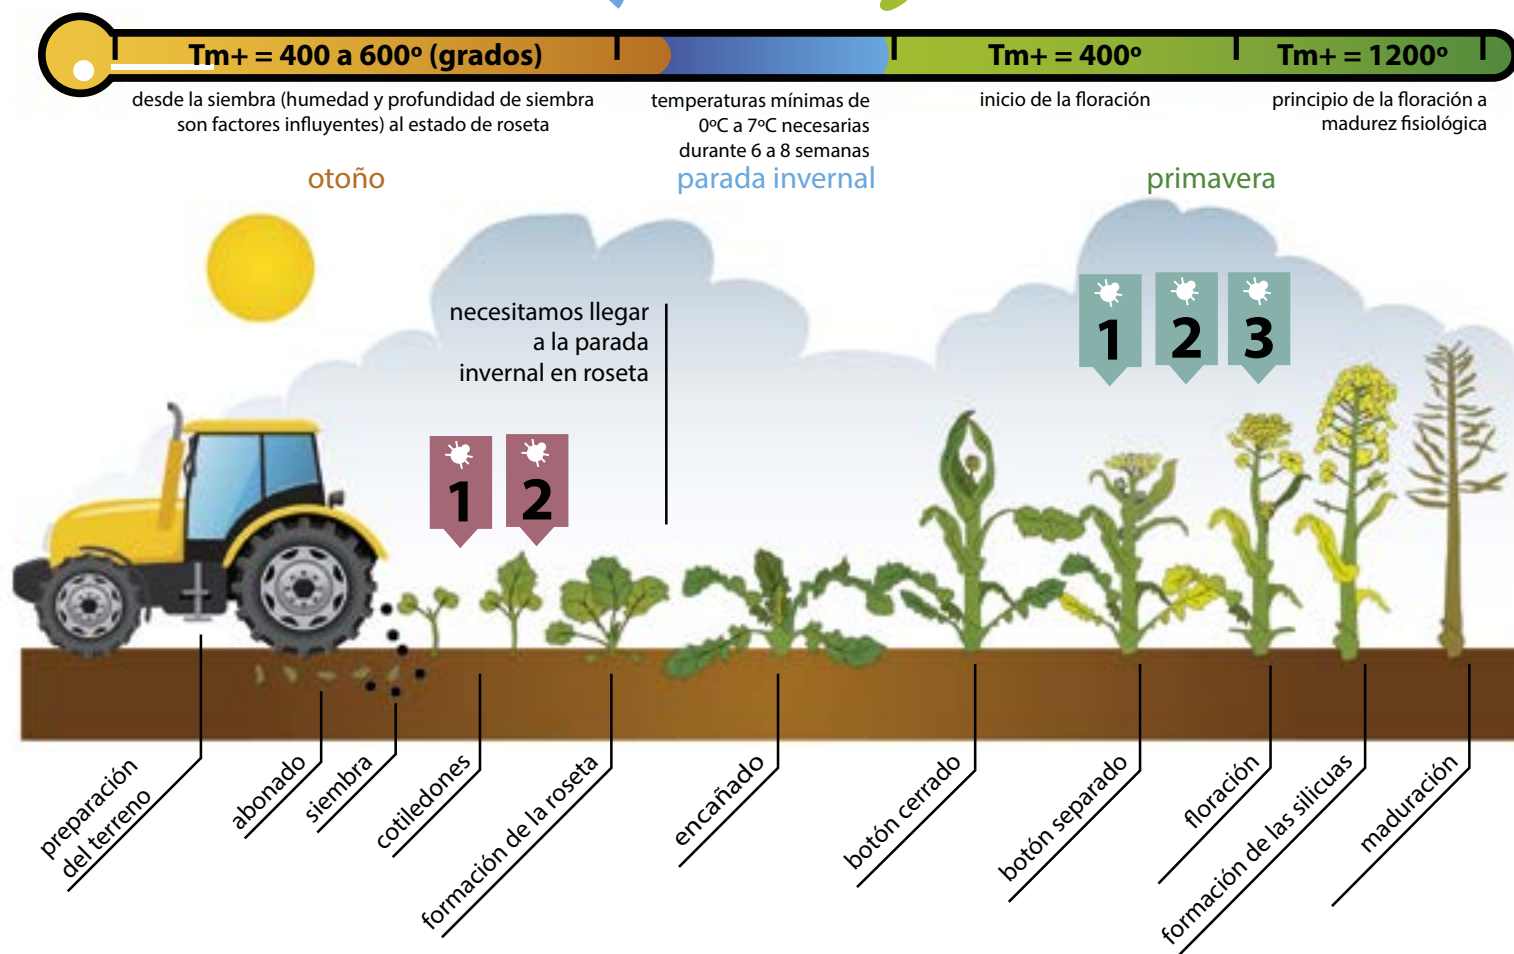 Tm+ = 400 a 600º (grados)
Tm+ = 400º
Tm+ = 1200º
desde la siembra (humedad y profundidad de siembra
son factores influyentes) al estado de roseta
temperaturas mínimas de
0ºC a 7ºC necesarias
durante 6 a 8 semanas
inicio de la floración
principio de la floración a
madurez fisiológica
otoño
parada invernal
primavera
necesitamos llegar
a la parada
invernal en roseta
1
2
1
2
3
preparación
del terreno
abonado
siembra
cotiledones
formación de la roseta
encañado
botón cerrado
botón separado
floración
formación de las silicuas
maduración